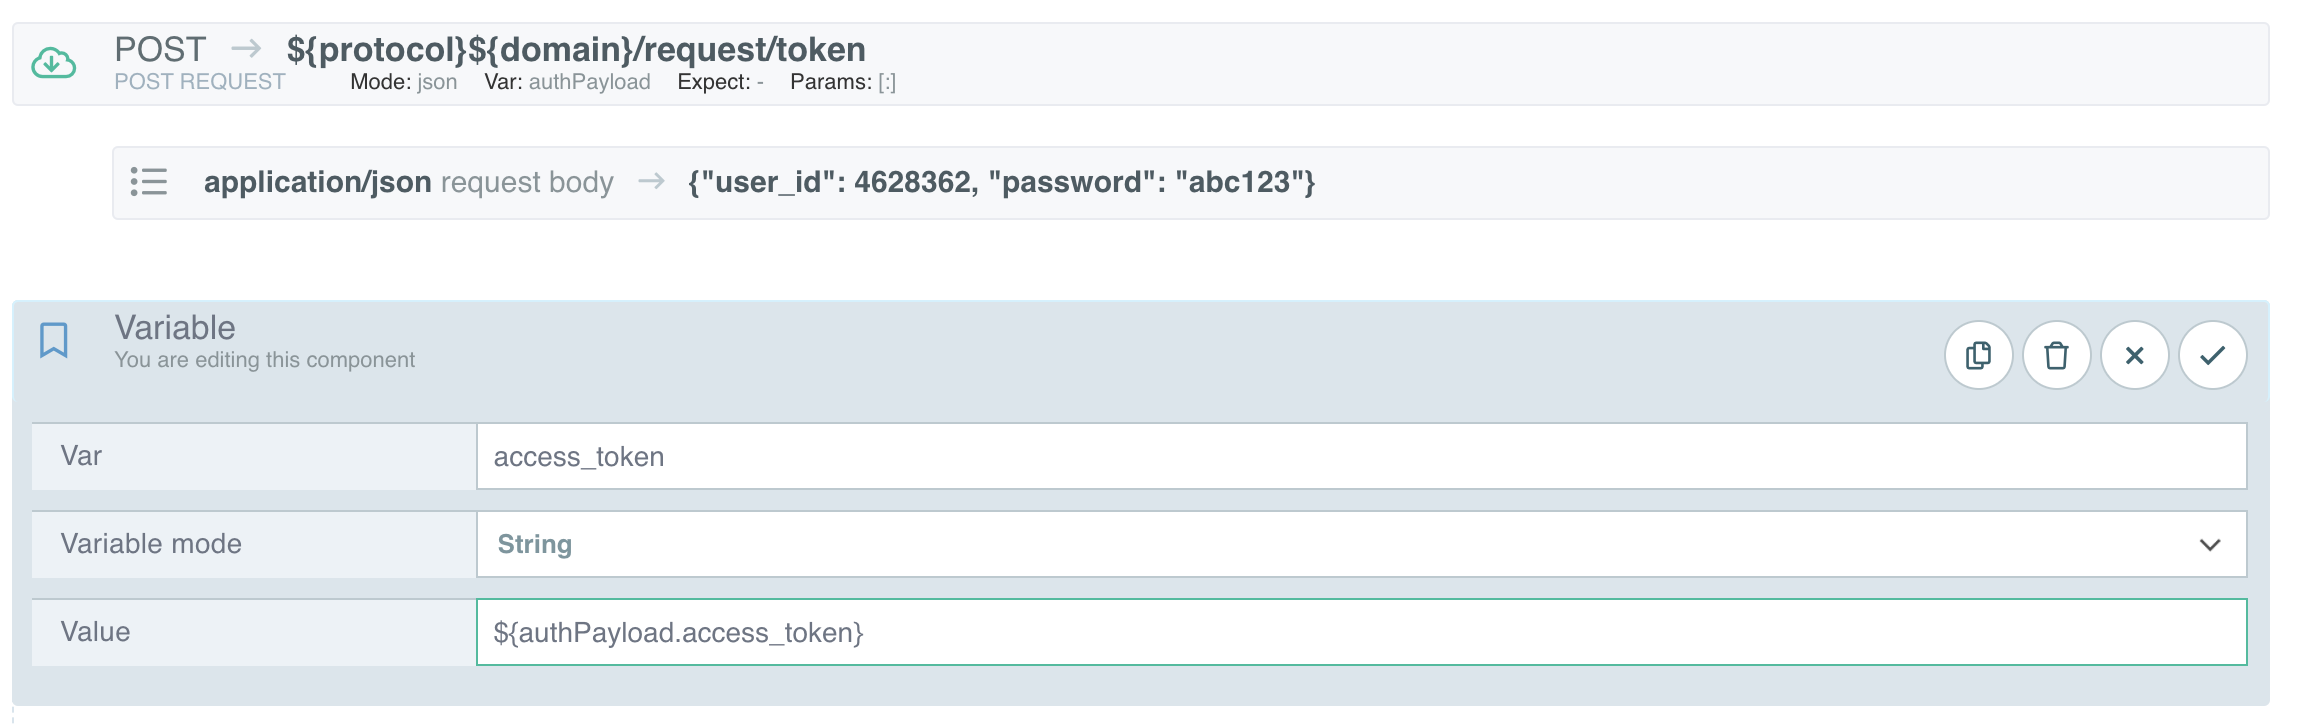 POST → ${protocol}${domain}/request/token
POST REQUEST Mode: json Var: authPayload Expect: - Params: [:]
application/json request body → {"user_id": 4628362, "password": "abc123"}
Variable
You are editing this component
Var access_token
Variable mode String
Value ${authPayload.access_token}